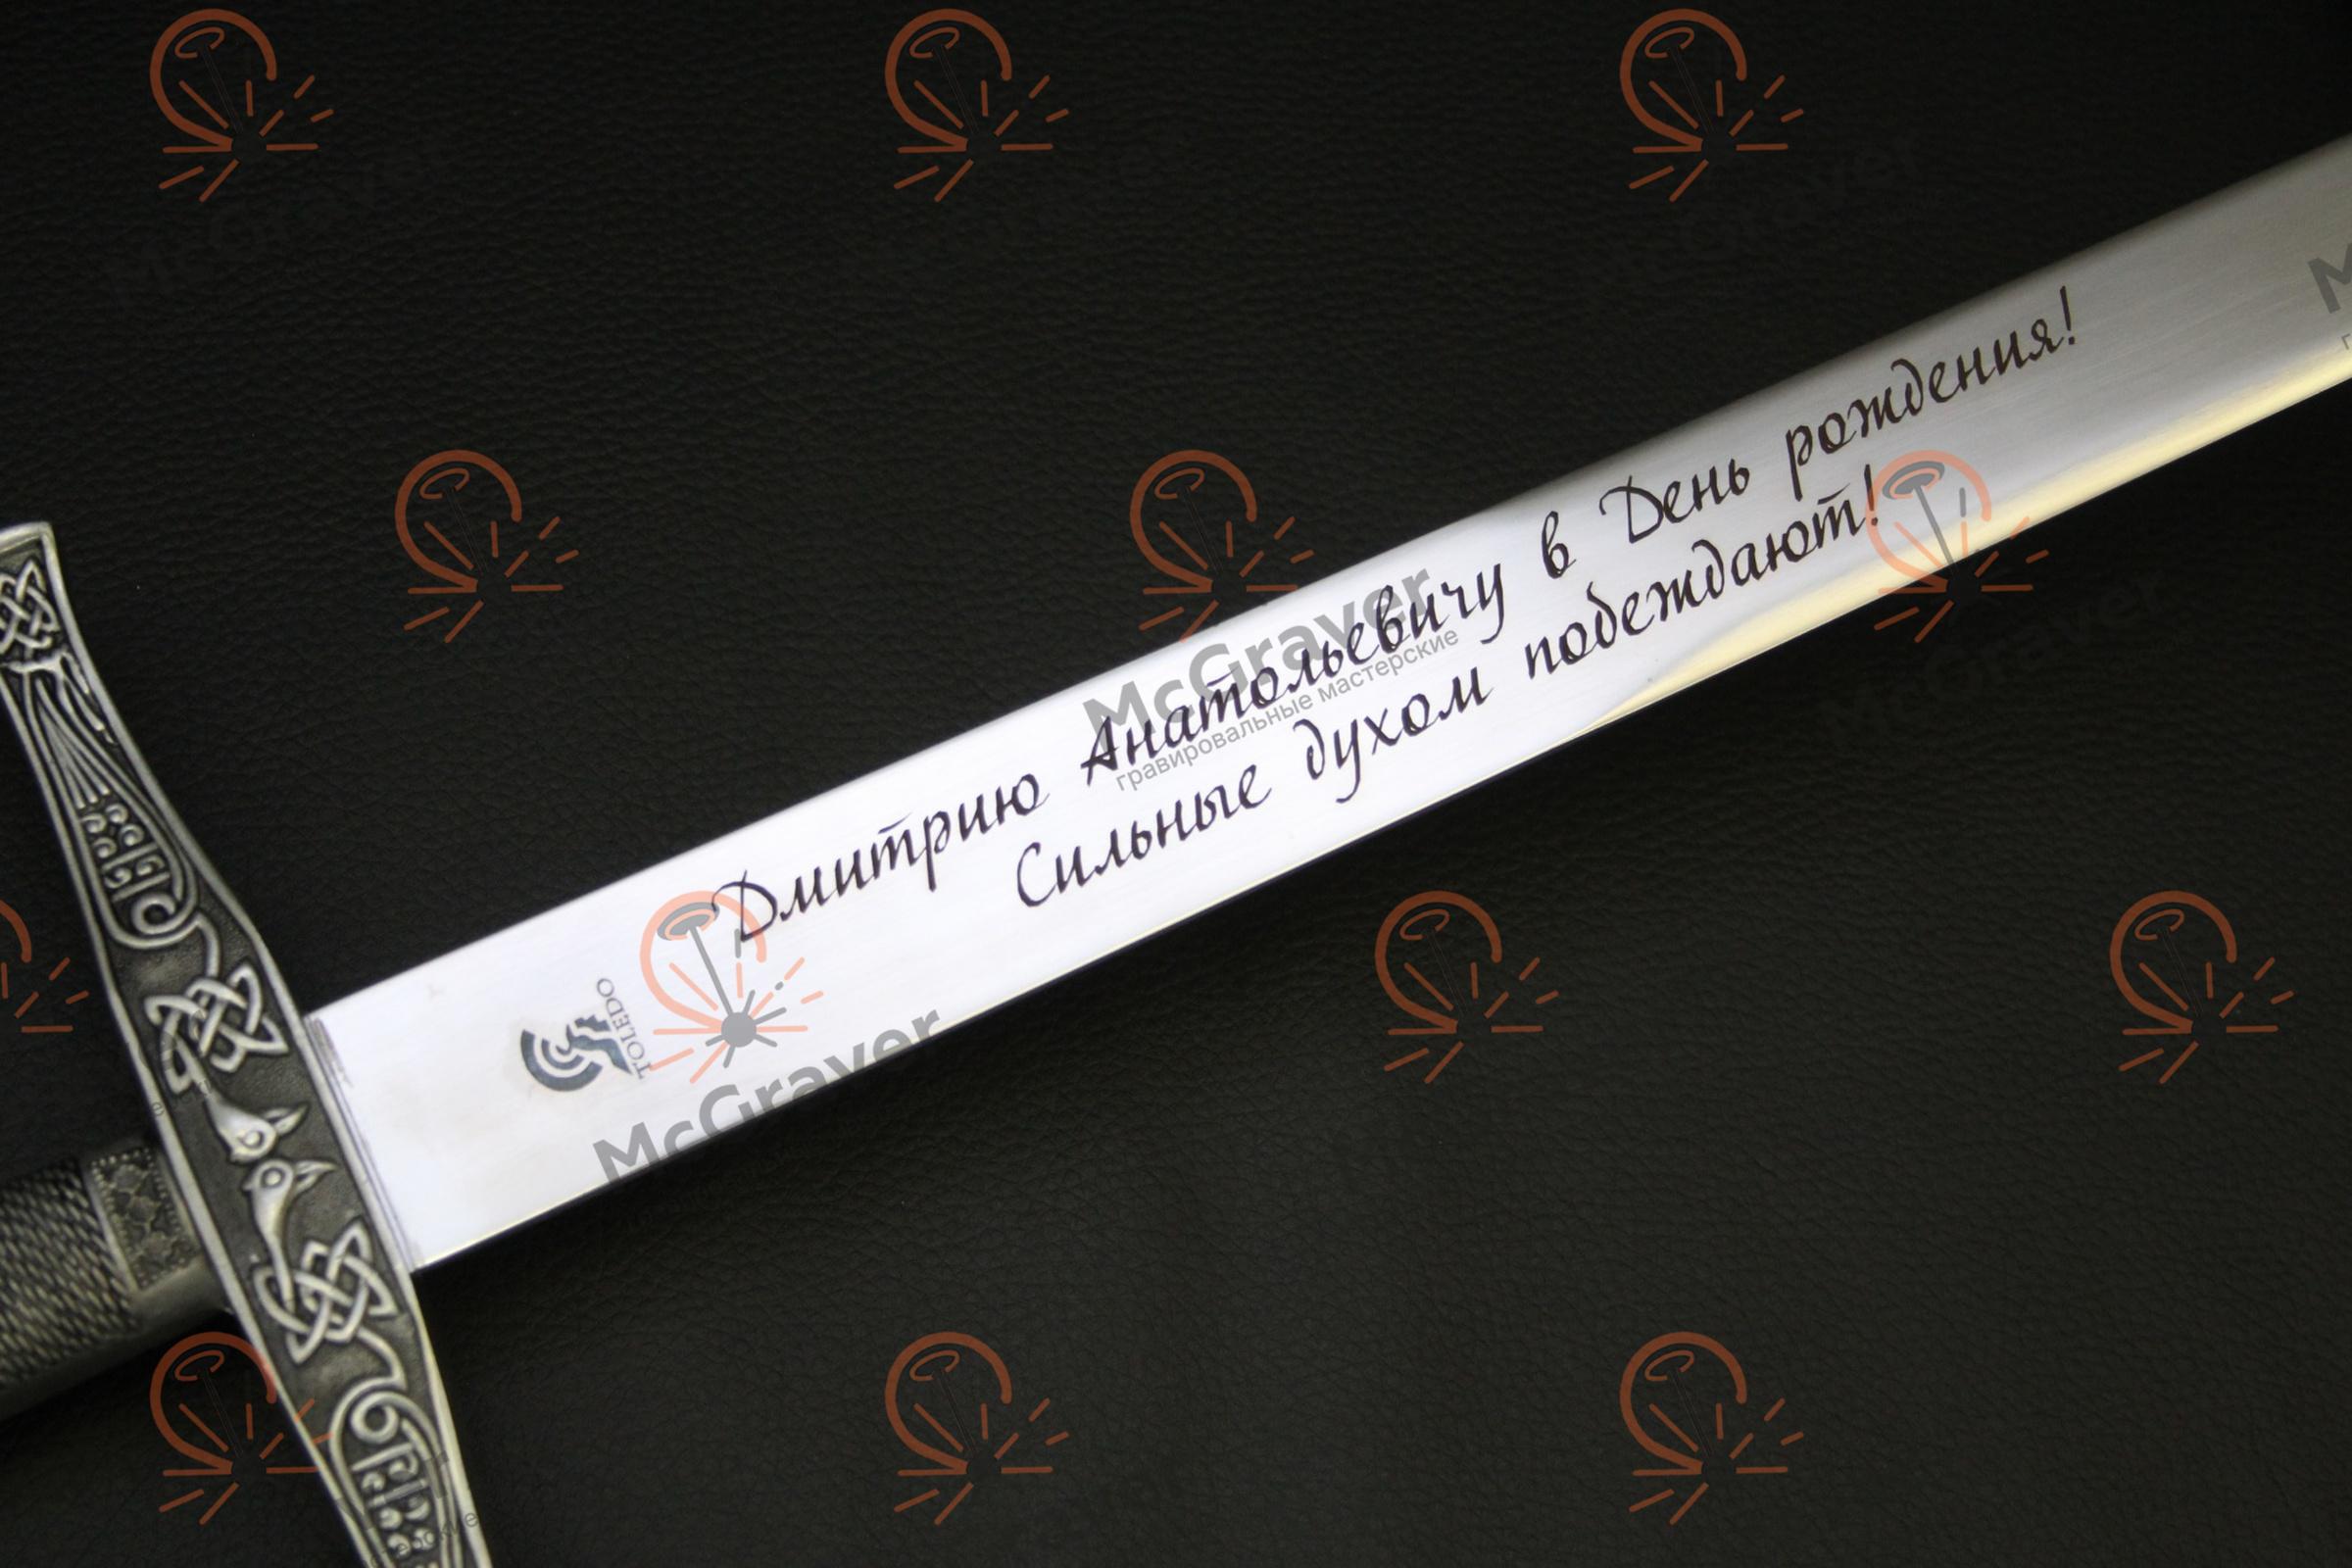 Дмитрию Анатольевичу в День рождения!
Сильные духом побеждают!
TOLEDO
McGraver
гравировальные мастерские
McGraver